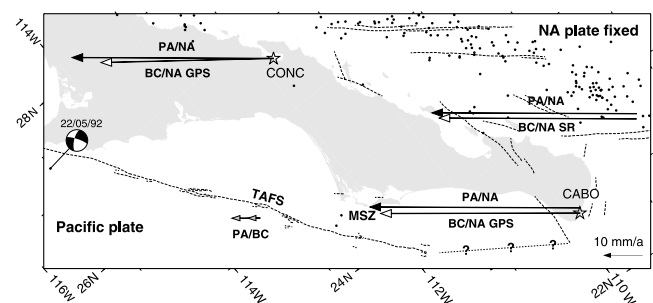 114W
NA plate fixed
PA/NA
CONC
BC/NA GPS
28N
PA/NA
22/05/92
BC/NA SR
CABO
TAFS
PA/NA
MSZ
Pacific plate
BC/NA GPS
PA/BC
10 mm/a
? ? ?
116W
26N
114W
24N
112W
22N
110W